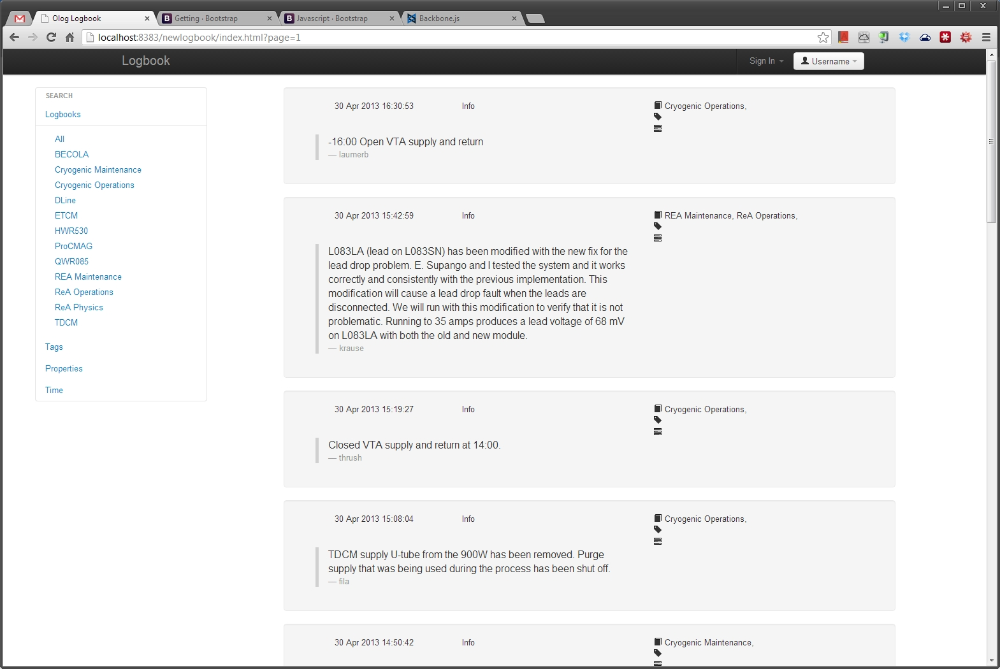 Olog Logbook
Getting · Bootstrap
Javascript · Bootstrap
Backbone.js
localhost:8383/newlogbook/index.html?page=1
Logbook
Sign In
Username
SEARCH
Logbooks
All
BECOLA
Cryogenic Maintenance
Cryogenic Operations
DLine
ETCM
HWR530
ProCMAG
QWR085
REA Maintenance
ReA Operations
ReA Physics
TDCM
Tags
Properties
Time
30 Apr 2013 16:30:53 Info Cryogenic Operations,
-16:00 Open VTA supply and return
— laumerb
30 Apr 2013 15:42:59 Info REA Maintenance, ReA Operations,
L083LA (lead on L083SN) has been modified with the new fix for the
lead drop problem. E. Supango and I tested the system and it works
correctly and consistently with the previous implementation. This
modification will cause a lead drop fault when the leads are
disconnected. We will run with this modification to verify that it is not
problematic. Running to 35 amps produces a lead voltage of 68 mV
on L083LA with both the old and new module.
— krause
30 Apr 2013 15:19:27 Info Cryogenic Operations,
Closed VTA supply and return at 14:00.
— thrush
30 Apr 2013 15:08:04 Info Cryogenic Operations,
TDCM supply U-tube from the 900W has been removed. Purge
supply that was being used during the process has been shut off.
— fila
30 Apr 2013 14:50:42 Info Cryogenic Maintenance,